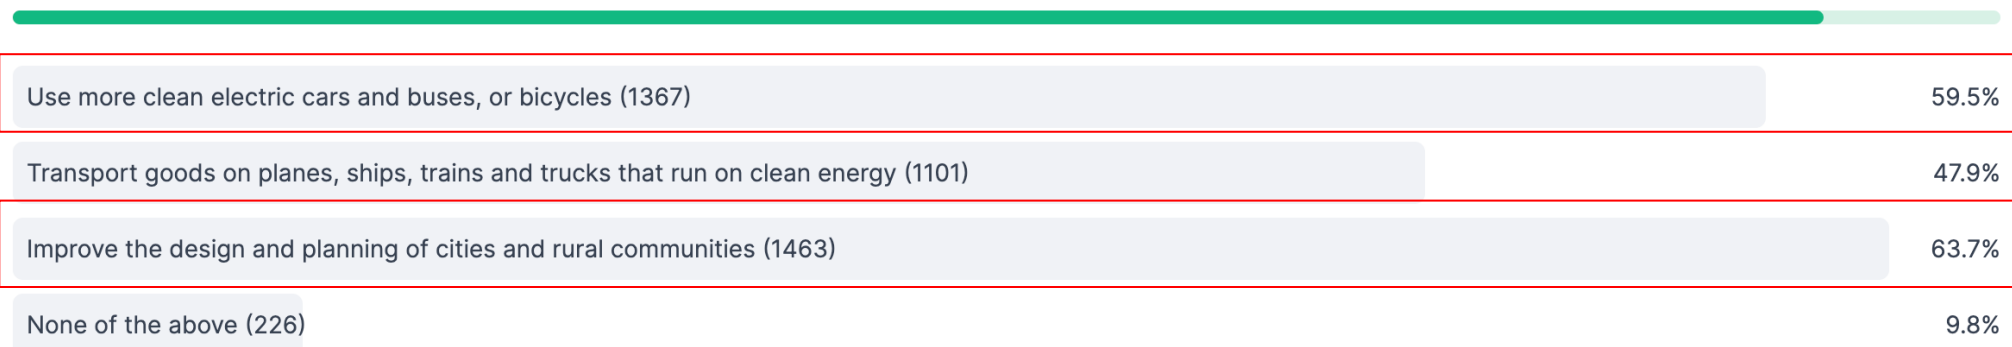 Use more clean electric cars and buses, or bicycles (1367) 59.5%
Transport goods on planes, ships, trains and trucks that run on clean energy (1101) 47.9%
Improve the design and planning of cities and rural communities (1463) 63.7%
None of the above (226) 9.8%